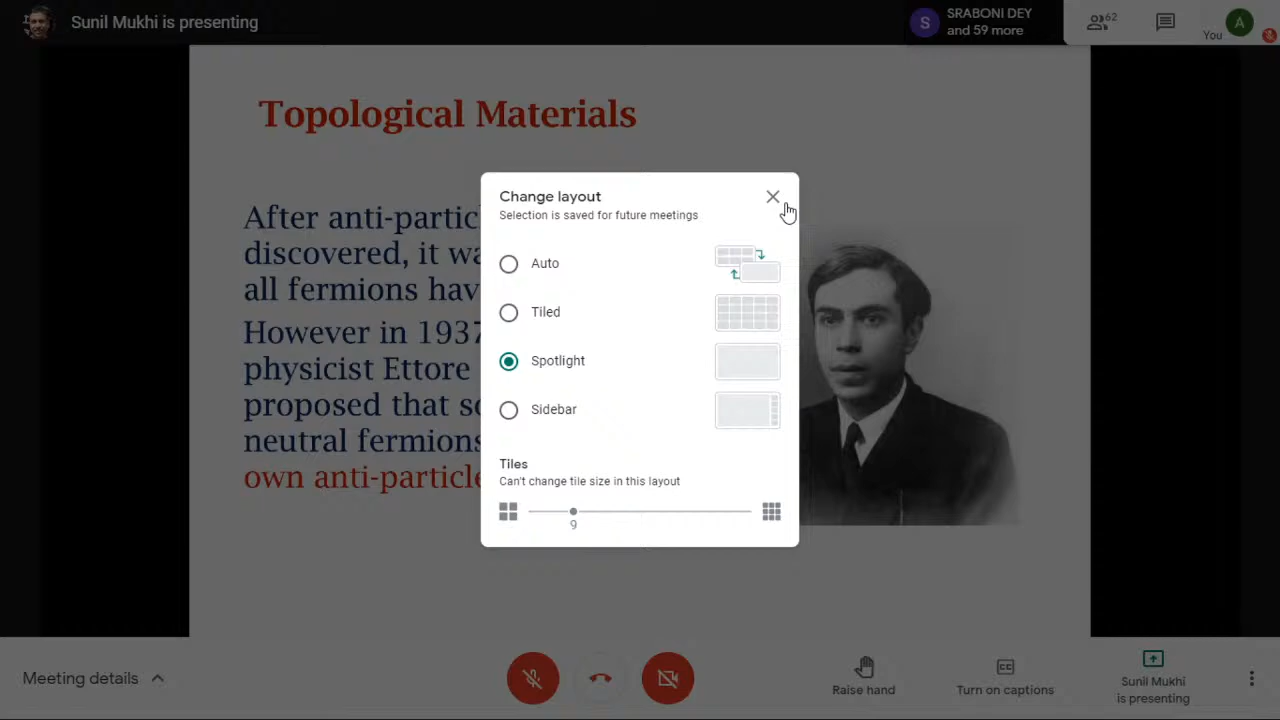 Sunil Mukhi is presenting
S
SRABONI DEY
and 59 more
62
You
A
Topological Materials
After anti-partic
discovered, it wa
all fermions hav
However in 1937
physicist Ettore
proposed that so
neutral fermions
own anti-particle
Change layout
Selection is saved for future meetings
Auto
Tiled
Spotlight
Sidebar
Tiles
Can't change tile size in this layout
9
Meeting details
Raise hand
CC
Turn on captions
Sunil Mukhi
is presenting